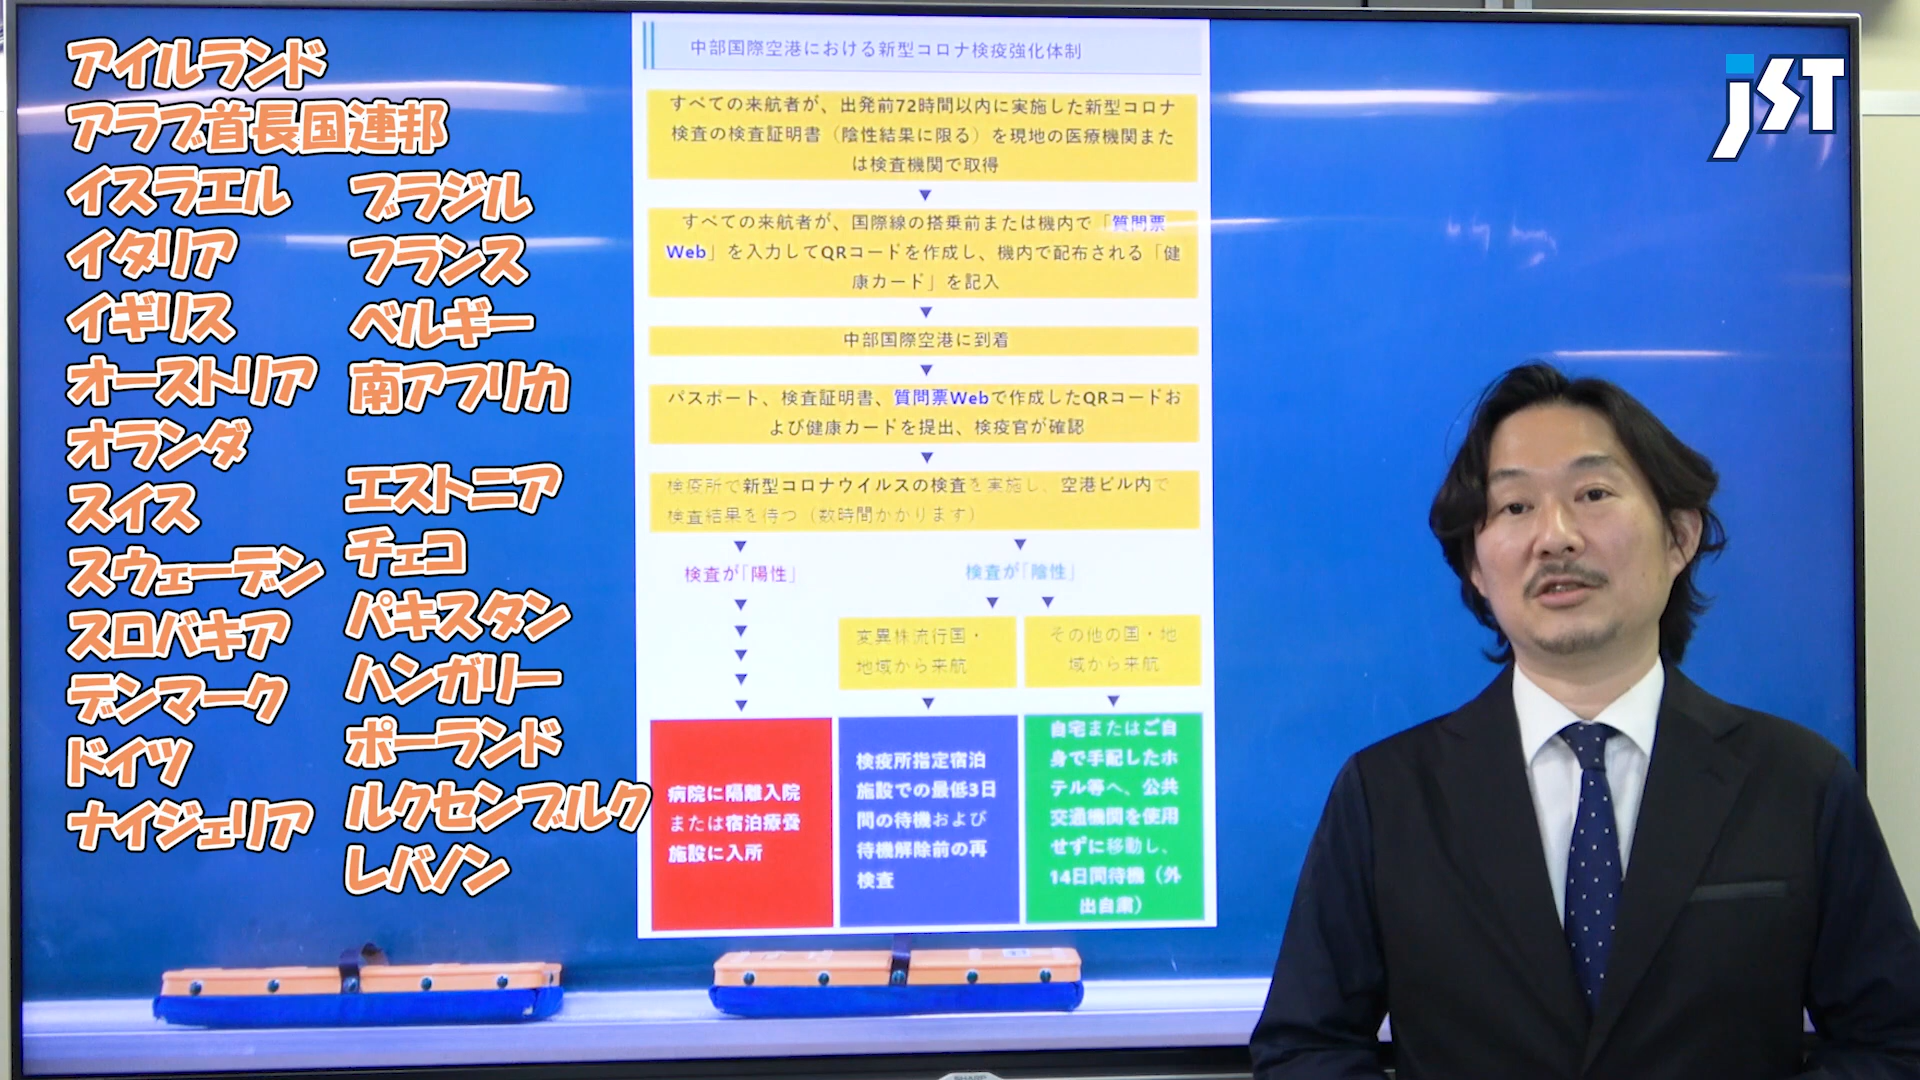 アイルランド
アラブ首長国連邦
イスラエル
イタリア
イギリス
オーストリア
オランダ
スイス
スウェーデン
スロバキア
デンマーク
ドイツ
ナイジェリア
ブラジル
フランス
ベルギー
南アフリカ
エストニア
チェコ
パキスタン
ハンガリー
ポーランド
ルクセンブルク
レバノン
中部国際空港における新型コロナ検疫強化体制
すべての来航者が、出発前72時間以内に実施した新型コロナ
検査の検査証明書（陰性結果に限る）を現地の医療機関また
は検査機関で取得
▼
すべての来航者が、国際線の搭乗前または機内で「質問票
Web」を入力してQRコードを作成し、機内で配布される「健
康カード」を記入
▼
中部国際空港に到着
▼
パスポート、検査証明書、質問票Webで作成したQRコードお
よび健康カードを提出、検疫官が確認
▼
検疫所で新型コロナウイルスの検査を実施し、空港ビル内で
検査結果を待つ（数時間かかります）
▼ ▼
検査が「陽性」
検査が「陰性」
▼ ▼ ▼
▼
▼
▼
変異株流行国・
地域から来航
その他の国・地
域から来航
▼ ▼ ▼
病院に隔離入院
または宿泊療養
施設に入所
検疫所指定宿泊
施設での最低3日
間の待機および
待機解除前の再
検査
自宅またはご自
身で手配したホ
テル等へ、公共
交通機関を使用
せずに移動し、
14日間待機（外
出自粛）
jST
SHARP